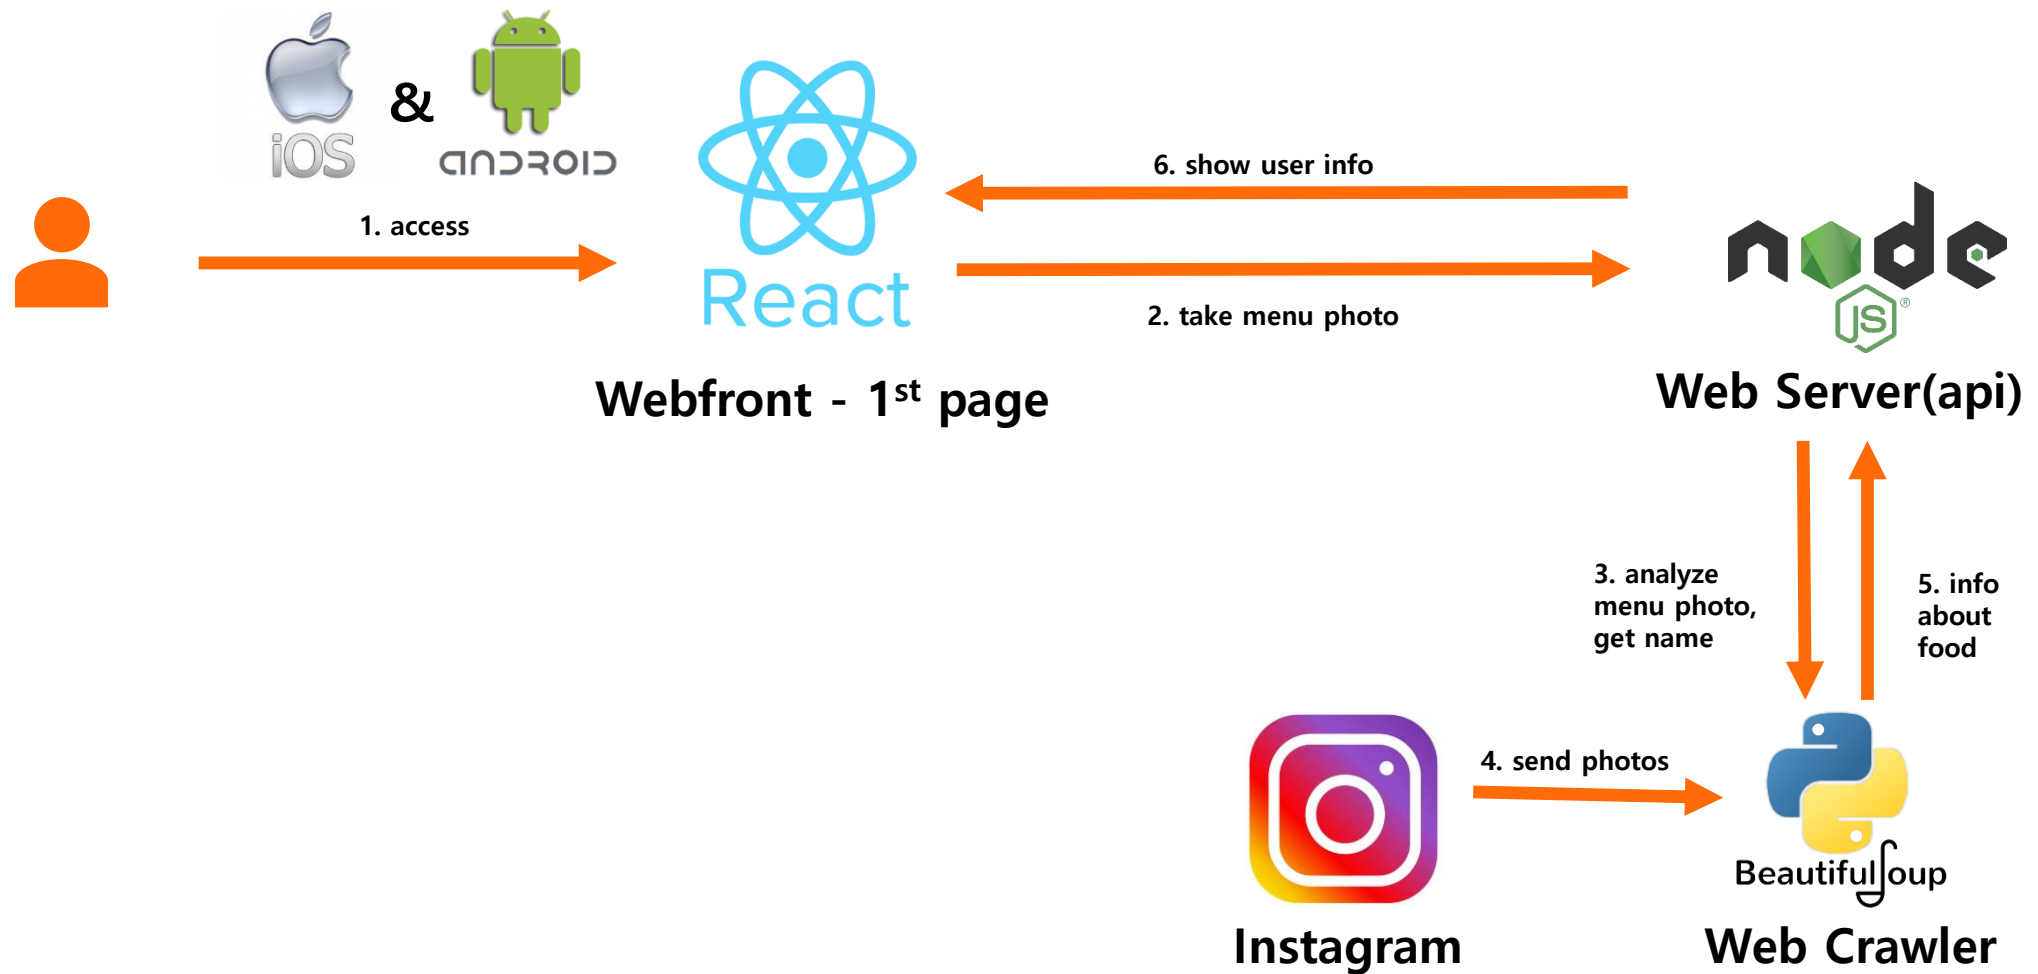 &
iOS
ANDROID
1. access
React
Webfront - 1st page
6. show user info
2. take menu photo
node
JS
®
Web Server(api)
3. analyze
menu photo,
get name
5. info
about
food
4. send photos
Instagram
BeautifulSoup
Web Crawler